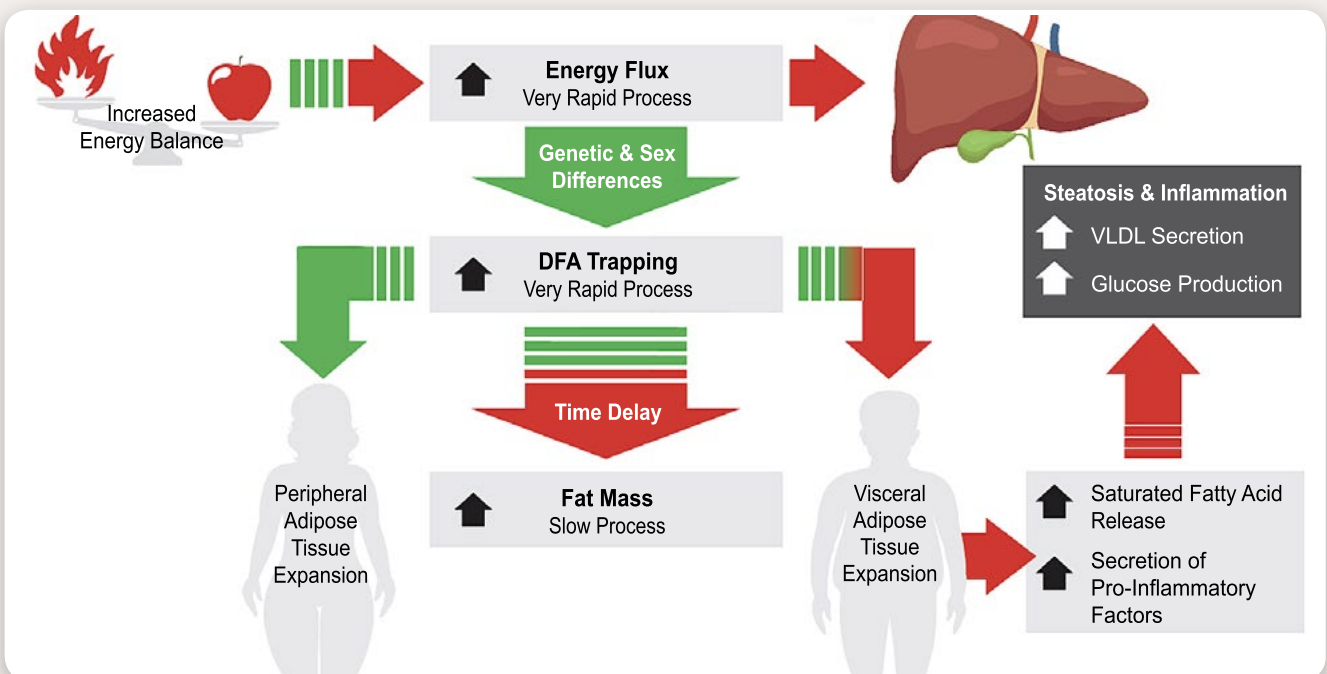 Increased
Energy Balance
Energy Flux
Very Rapid Process
Genetic & Sex
Differences
DFA Trapping
Very Rapid Process
Time Delay
Fat Mass
Slow Process
Peripheral
Adipose
Tissue
Expansion
Visceral
Adipose
Tissue
Expansion
Steatosis & Inflammation
VLDL Secretion
Glucose Production
Saturated Fatty Acid
Release
Secretion of
Pro-Inflammatory
Factors